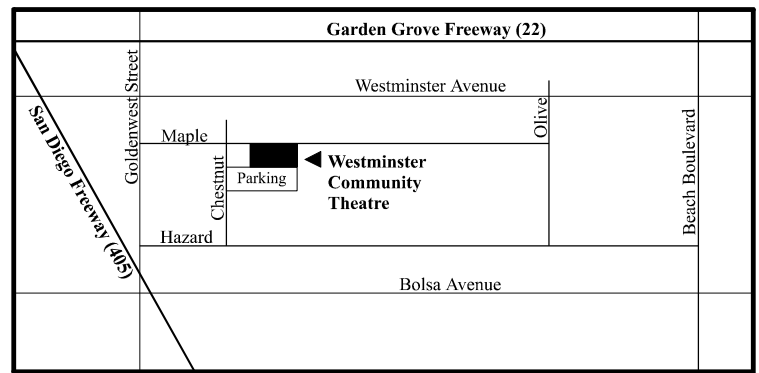 Garden Grove Freeway (22)
Goldenwest Street
Westminster Avenue
San Diego Freeway (405)
Olive
Maple
Westminster
Community
Theatre
Parking
Chestnut
Beach Boulevard
Hazard
Bolsa Avenue